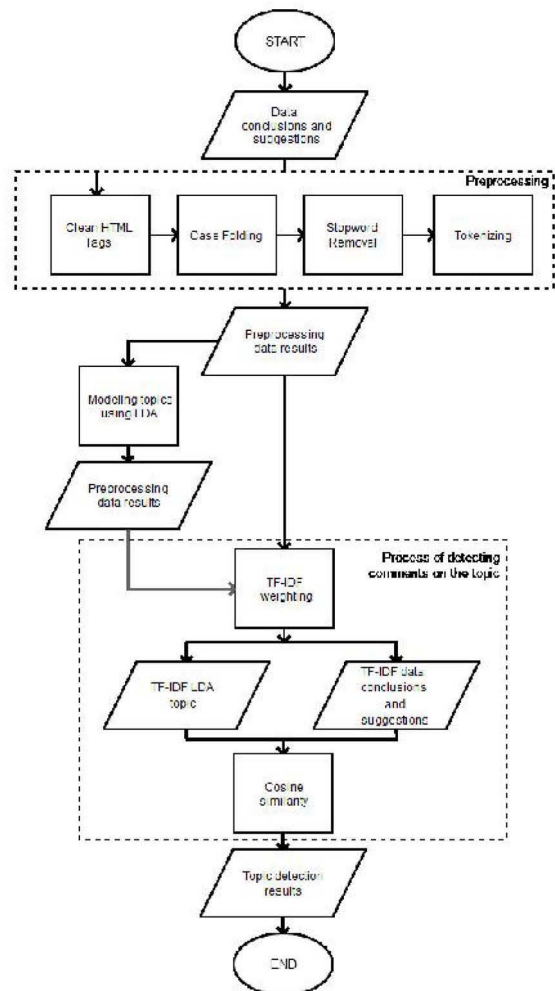 START
Data
conclusions and
suggestions
Preprocessing
Clean HTML
Tags
Case Folding
Stopword
Removal
Tokenizing
Preprocessing
data results
Modeling topics
using LDA
Preprocessing
data results
Process of detecting
comments on the topic
TF-IDF
weighting
TF-IDF LDA
topic
TF-IDF data
conclusions
and
suggestions
Cosine
similarity
Topic detection
results
END